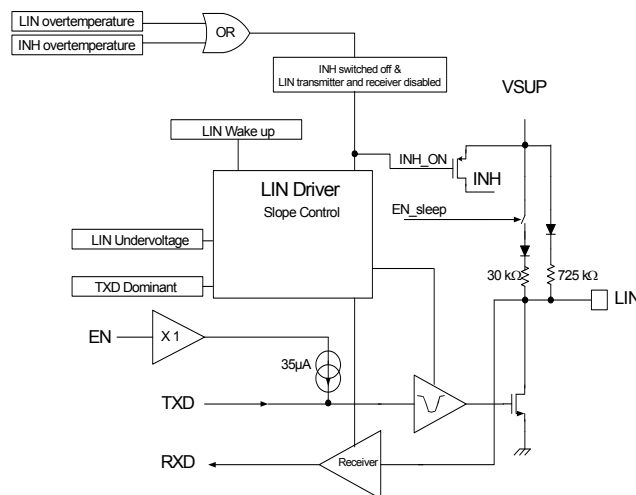 LIN overtemperature
INH overtemperature
OR
INH switched off &
LIN transmitter and receiver disabled
VSUP
LIN Wake up
INH_ON
INH
LIN Driver
Slope Control
EN_sleep
LIN Undervoltage
TXD Dominant
30 kΩ
725 kΩ
LIN
EN
X 1
35µA
TXD
RXD
Receiver